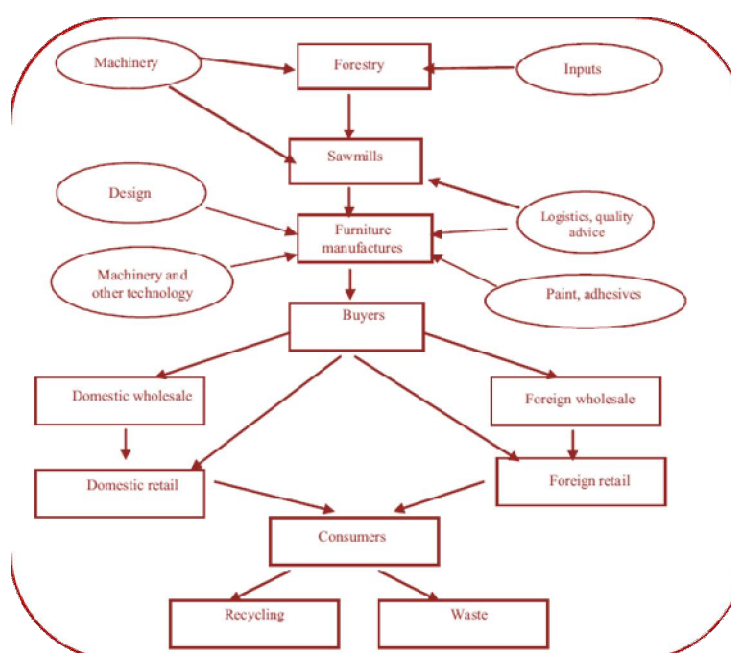 Machinery
Forestry
Inputs
Sawmills
Design
Logistics, quality
advice
Furniture
manufactures
Machinery and
other technology
Paint, adhesives
Buyers
Domestic wholesale
Foreign wholesale
Domestic retail
Foreign retail
Consumers
Recycling
Waste